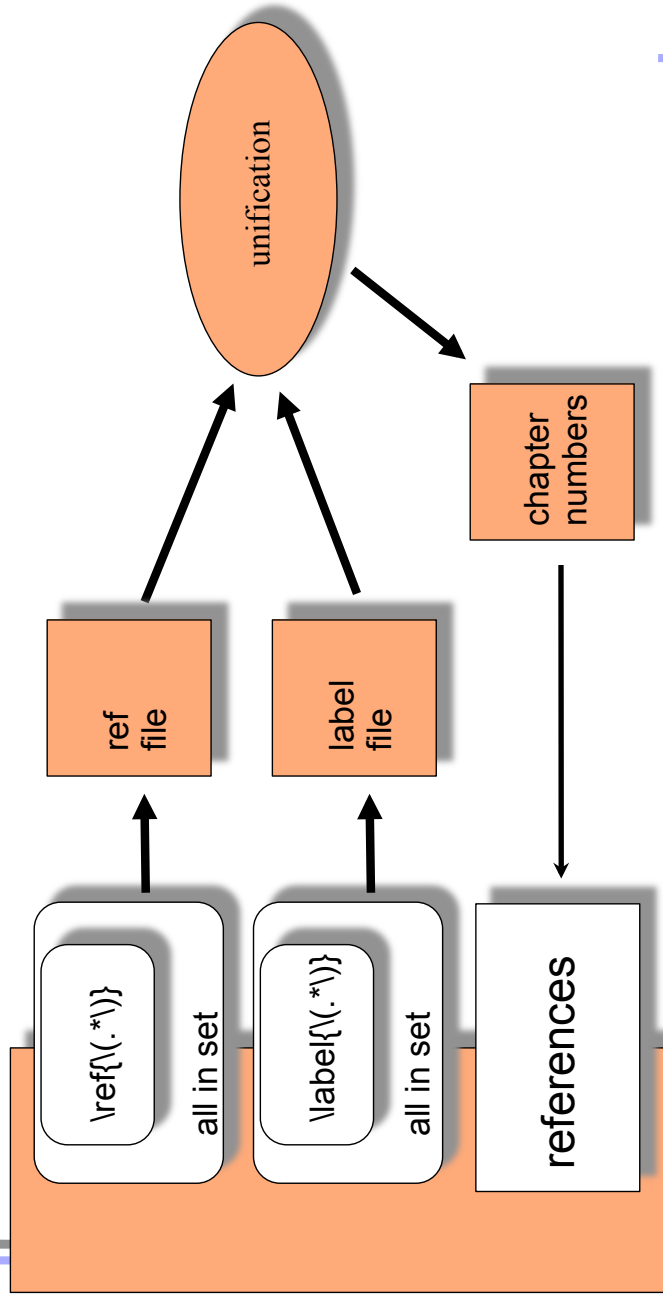 \ref{\(.*\)}
all in set
ref
file
\label{\(.*\)}
all in set
label
file
unification
references
chapter
numbers